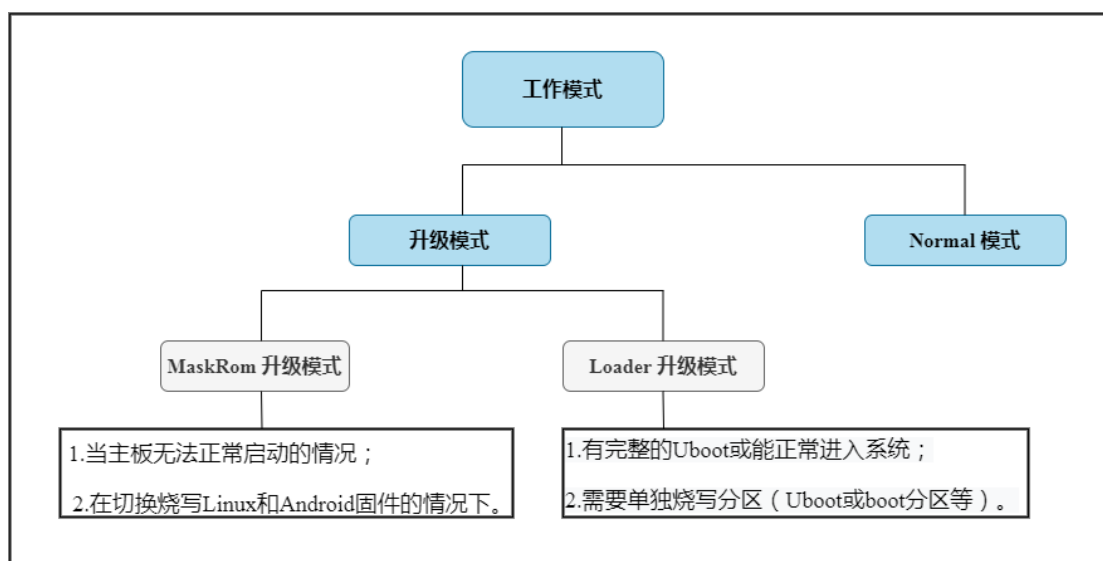 工作模式
升级模式
Normal 模式
MaskRom 升级模式
Loader 升级模式
1.当主板无法正常启动的情况；
2.在切换烧写Linux和Android固件的情况下。
1.有完整的Uboot或能正常进入系统；
2.需要单独烧写分区（Uboot或boot分区等）。